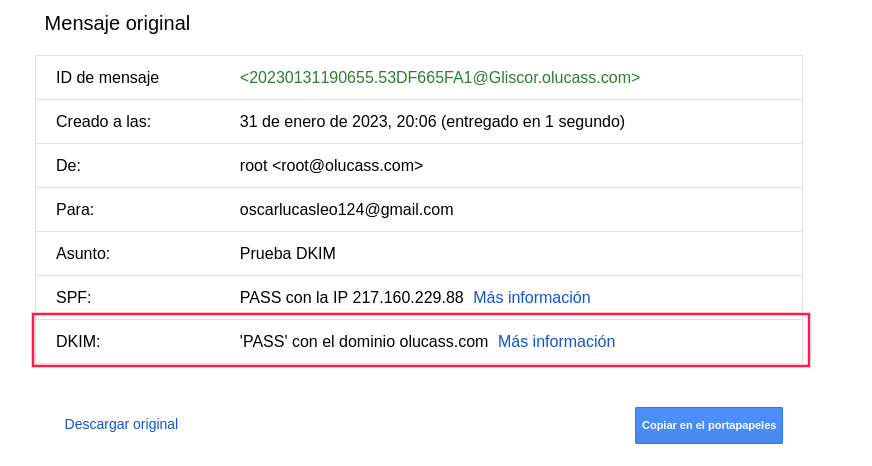 Mensaje original
ID de mensaje <20230131190655.53DF665FA1@Gliscor.olucass.com>
Creado a las: 31 de enero de 2023, 20:06 (entregado en 1 segundo)
De: root <root@olucass.com>
Para: oscarlucasleo124@gmail.com
Asunto: Prueba DKIM
SPF: PASS con la IP 217.160.229.88 Más información
DKIM: 'PASS' con el dominio olucass.com Más información
Descargar original Copiar en el portapapeles